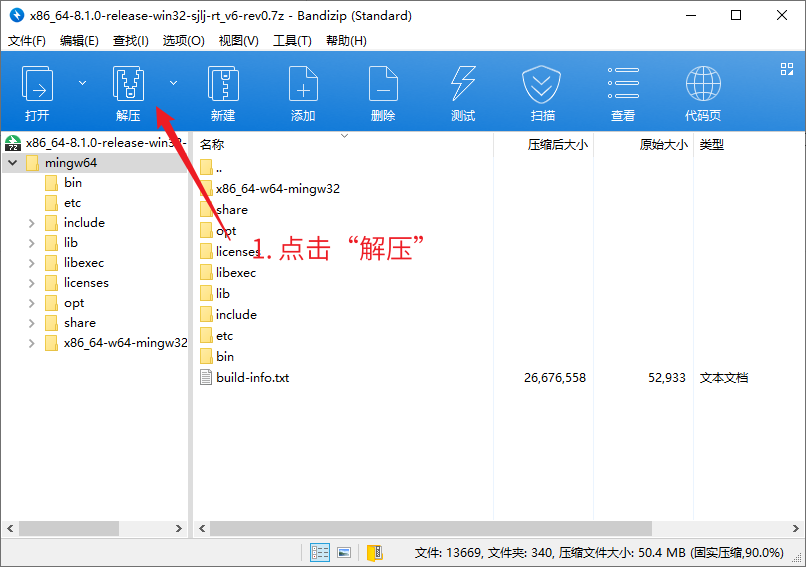 x86_64-8.1.0-release-win32-sjlj-rt_v6-rev0.7z - Bandizip (Standard)
文件(F) 编辑(E) 查找(I) 选项(O) 视图(V) 工具(T) 帮助(H)
打开 解压 新建 添加 删除 测试 扫描 查看 代码页
x86_64-8.1.0-release-win32-
mingw64
bin
etc
include
lib
libexec
licenses
opt
share
x86_64-w64-mingw32
名称 压缩后大小 原始大小 类型
..
x86_64-w64-mingw32
share
opt
licenses
libexec
lib
include
etc
bin
build-info.txt 26,676,558 52,933 文本文档
1. 点击“解压”
文件: 13669, 文件夹: 340, 压缩文件大小: 50.4 MB (固实压缩,90.0%)